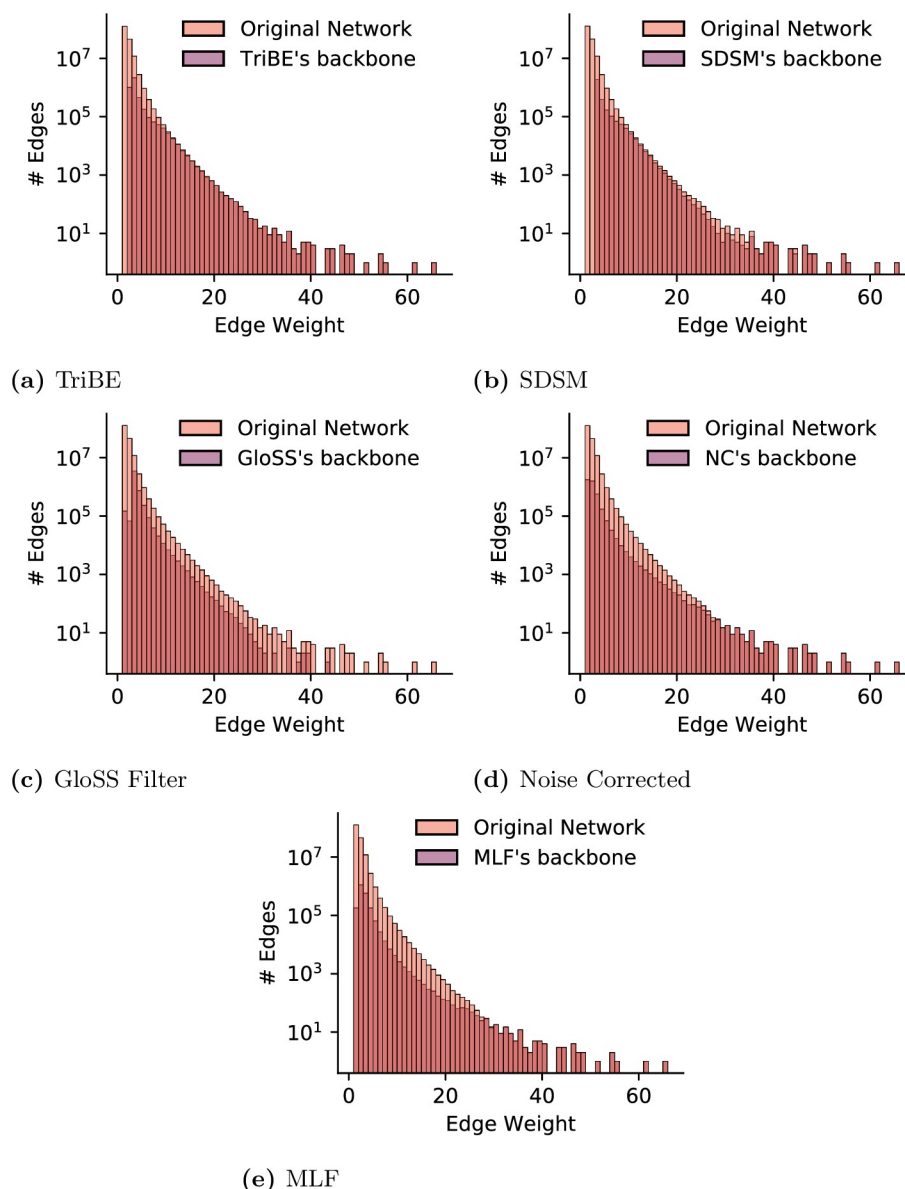 Original Network
TriBE's backbone
10^7
10^5
10^3
10^1
# Edges
0 20 40 60
Edge Weight
(a) TriBE
Original Network
SDSM's backbone
10^7
10^5
10^3
10^1
# Edges
0 20 40 60
Edge Weight
(b) SDSM
Original Network
GloSS's backbone
10^7
10^5
10^3
10^1
# Edges
0 20 40 60
Edge Weight
(c) GloSS Filter
Original Network
NC's backbone
10^7
10^5
10^3
10^1
# Edges
0 20 40 60
Edge Weight
(d) Noise Corrected
Original Network
MLF's backbone
10^7
10^5
10^3
10^1
# Edges
0 20 40 60
Edge Weight
(e) MLF